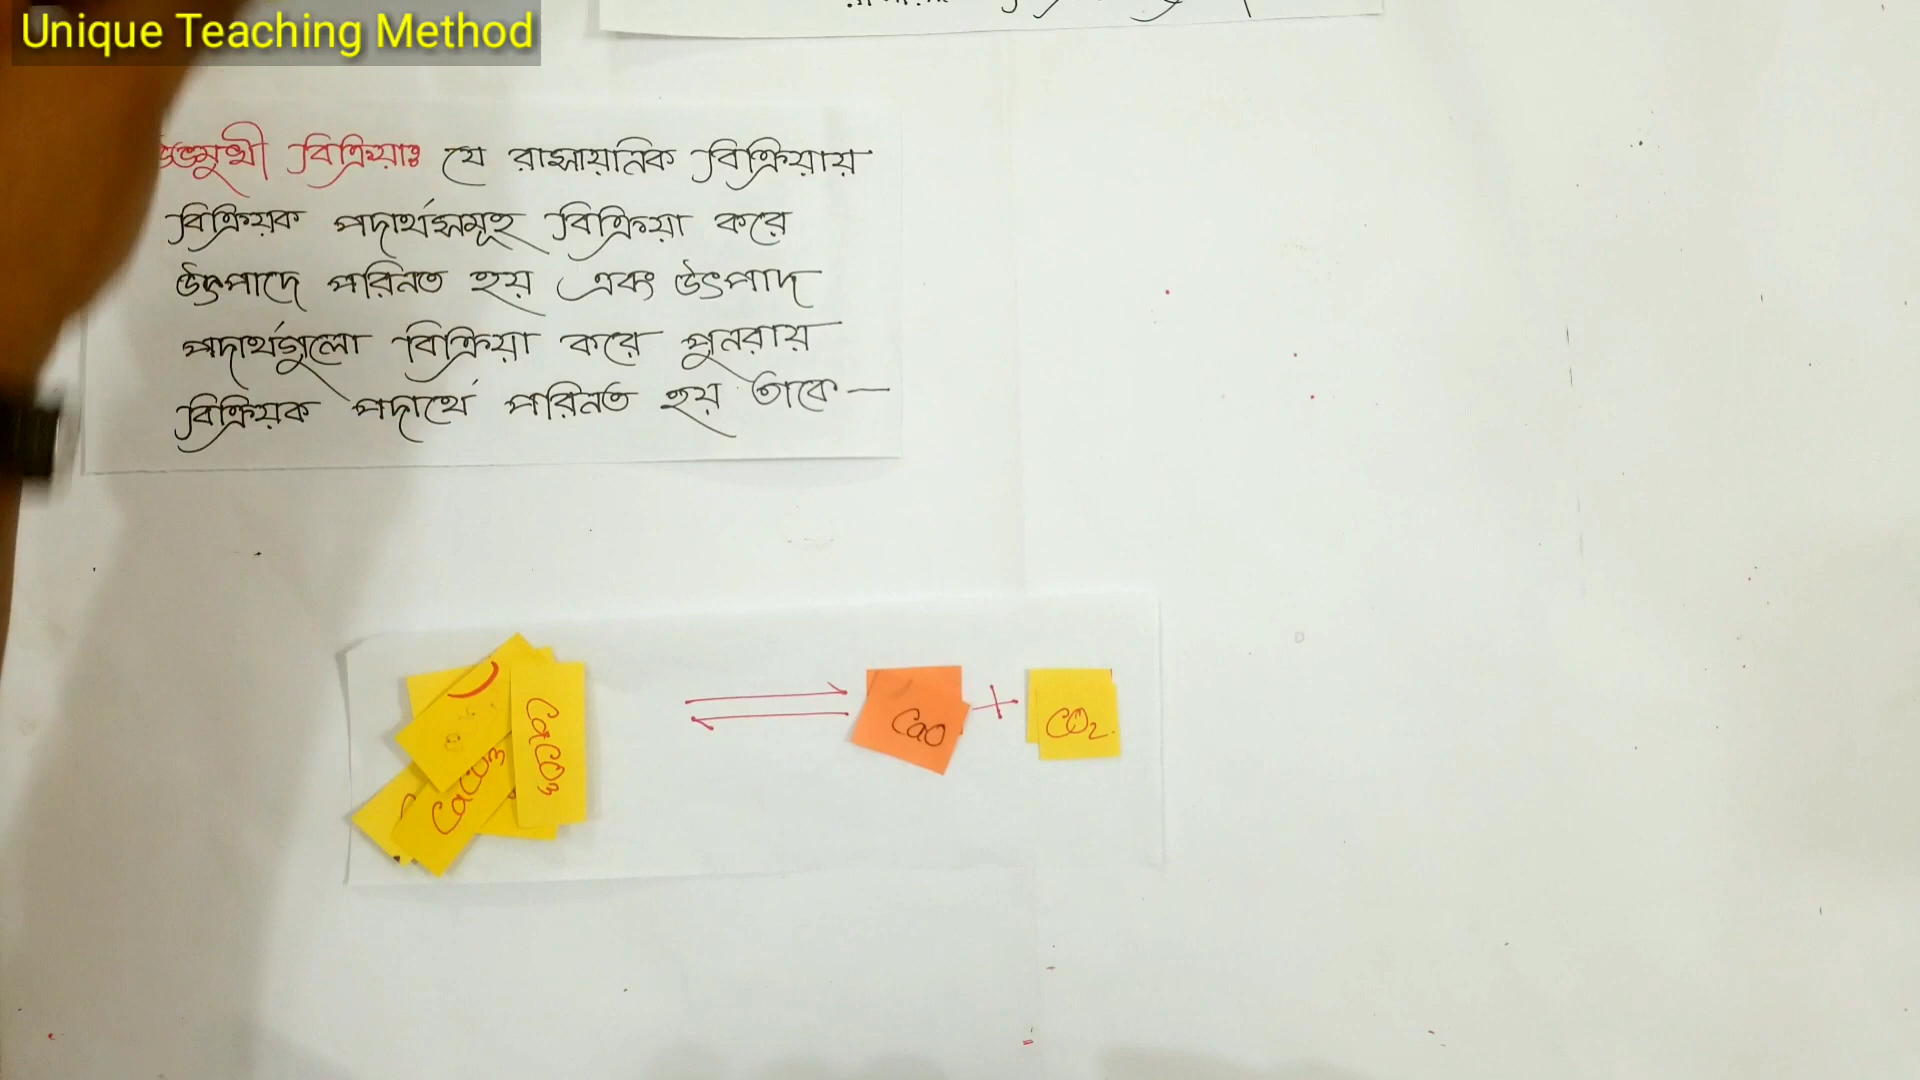 Unique Teaching Method
বিক্রিয়াঃ যে রাসায়নিক বিক্রিয়ায়
বিক্রিয়ক পদার্থসমূহ বিক্রিয়া করে
উৎপাদে পরিনত হয় এবং উৎপাদ
পদার্থগুলো বিক্রিয়া করে পুনরায়
বিক্রিয়ক পদার্থে পরিনত হয় তাকে —
CaCO3
CaCO3
CaO + CO2